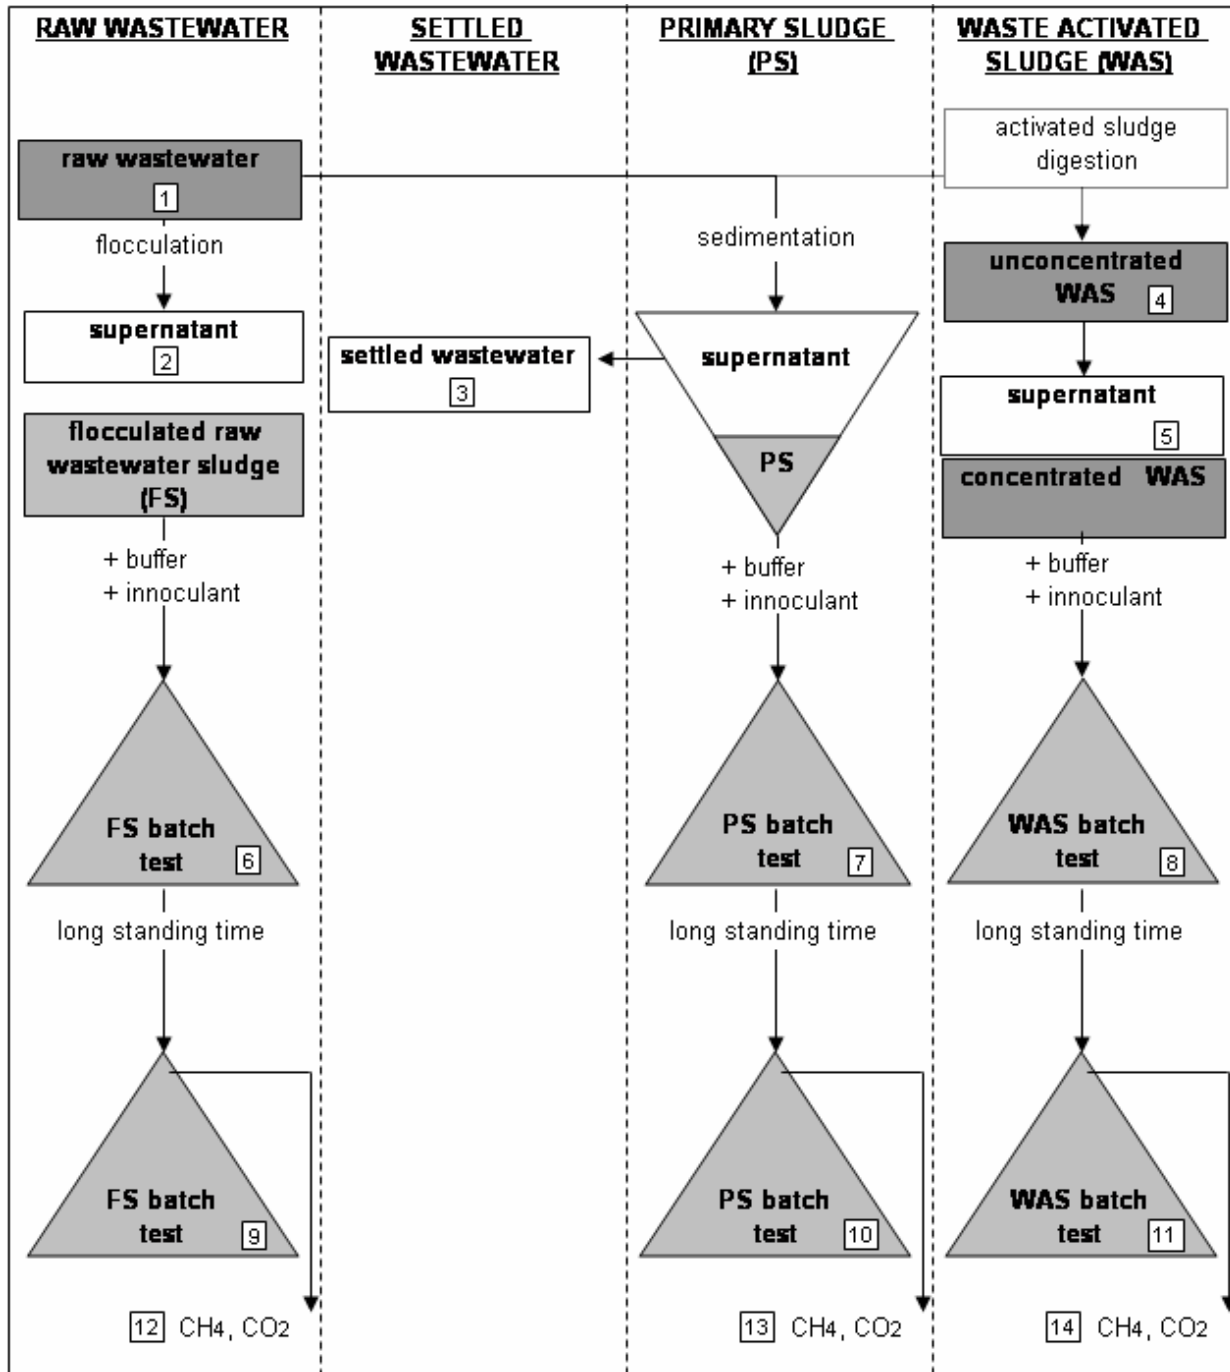 RAW WASTEWATER
SETTLED
WASTEWATER
PRIMARY SLUDGE
(PS)
WASTE ACTIVATED
SLUDGE (WAS)
raw wastewater
1
flocculation
supernatant
2
flocculated raw
wastewater sludge
(FS)
+ buffer
+ innoculant
FS batch
test
6
long standing time
FS batch
test
9
12 CH4, CO2
settled wastewater
3
sedimentation
supernatant
PS
+ buffer
+ innoculant
PS batch
test
7
long standing time
PS batch
test
10
13 CH4, CO2
activated sludge
digestion
unconcentrated
WAS 4
supernatant
5
concentrated WAS
+ buffer
+ innoculant
WAS batch
test
8
long standing time
WAS batch
test
11
14 CH4, CO2